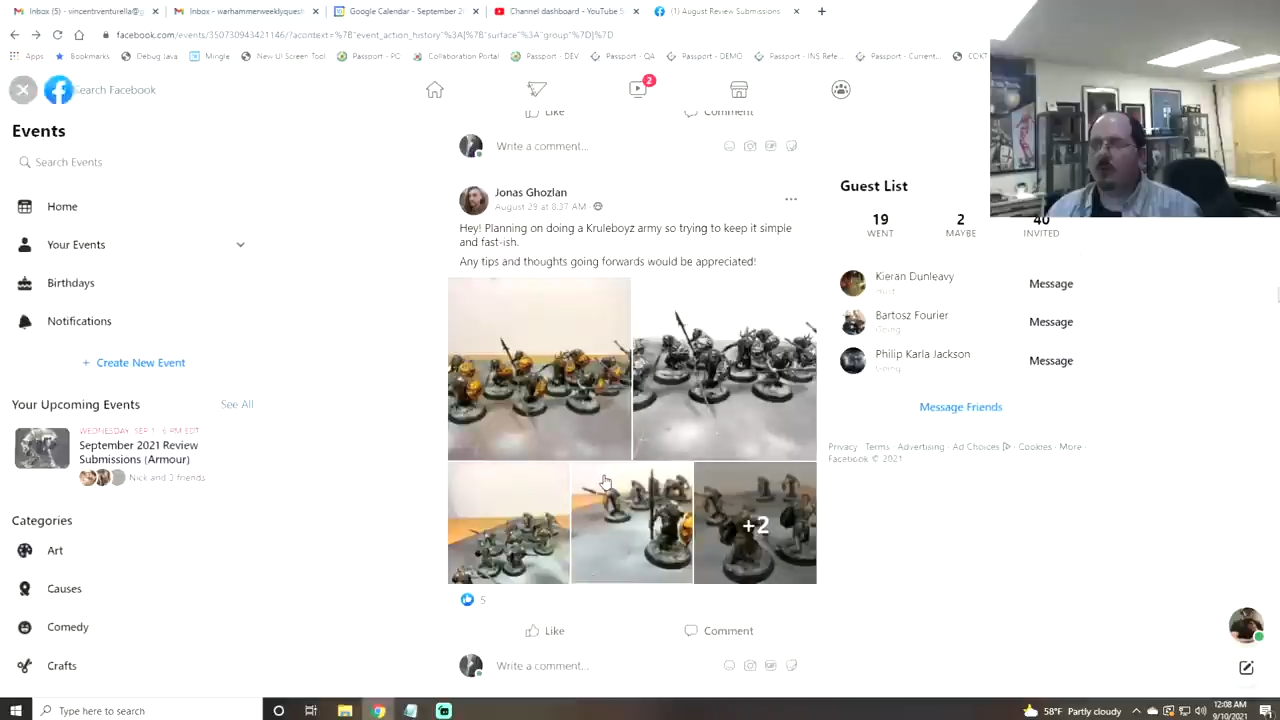 Inbox (5) - vincentrventurella@g
Inbox - warhammerweeklyquest
Google Calendar - September 2
Channel dashboard - YouTube S
(1) August Review Submissions
facebook.com/events/350730943421146/?acontext=%7B"event_action_history"%3A[%7B"surface"%3A"group"%7D]%7D
Apps
Bookmarks
Debug Java
Mingle
New UI Screen Tool
Passport - PC
Collaboration Portal
Passport - DEV
Passport - QA
Passport - DEMO
Passport - INS Refe...
Passport - Current...
Search Facebook
2
Events
Search Events
Home
Your Events
Birthdays
Notifications
+ Create New Event
Your Upcoming Events
See All
WEDNESDAY, SEP 1, 6 PM EDT
September 2021 Review
Submissions (Armour)
Nick and 3 friends
Categories
Art
Causes
Comedy
Crafts
Like
Comment
Write a comment...
Jonas Ghozlan
August 29 at 8:37 AM
Hey! Planning on doing a Kruleboyz army so trying to keep it simple
and fast-ish.
Any tips and thoughts going forwards would be appreciated!
+2
5
Like
Comment
Write a comment...
Guest List
19
2
40
WENT
MAYBE
INVITED
Kieran Dunleavy
Host
Message
Bartosz Fourier
Going
Message
Philip Karla Jackson
Going
Message
Message Friends
Privacy · Terms · Advertising · Ad Choices · Cookies · More ·
Facebook © 2021
Type here to search
58°F Partly cloudy
12:08 AM
9/10/2021